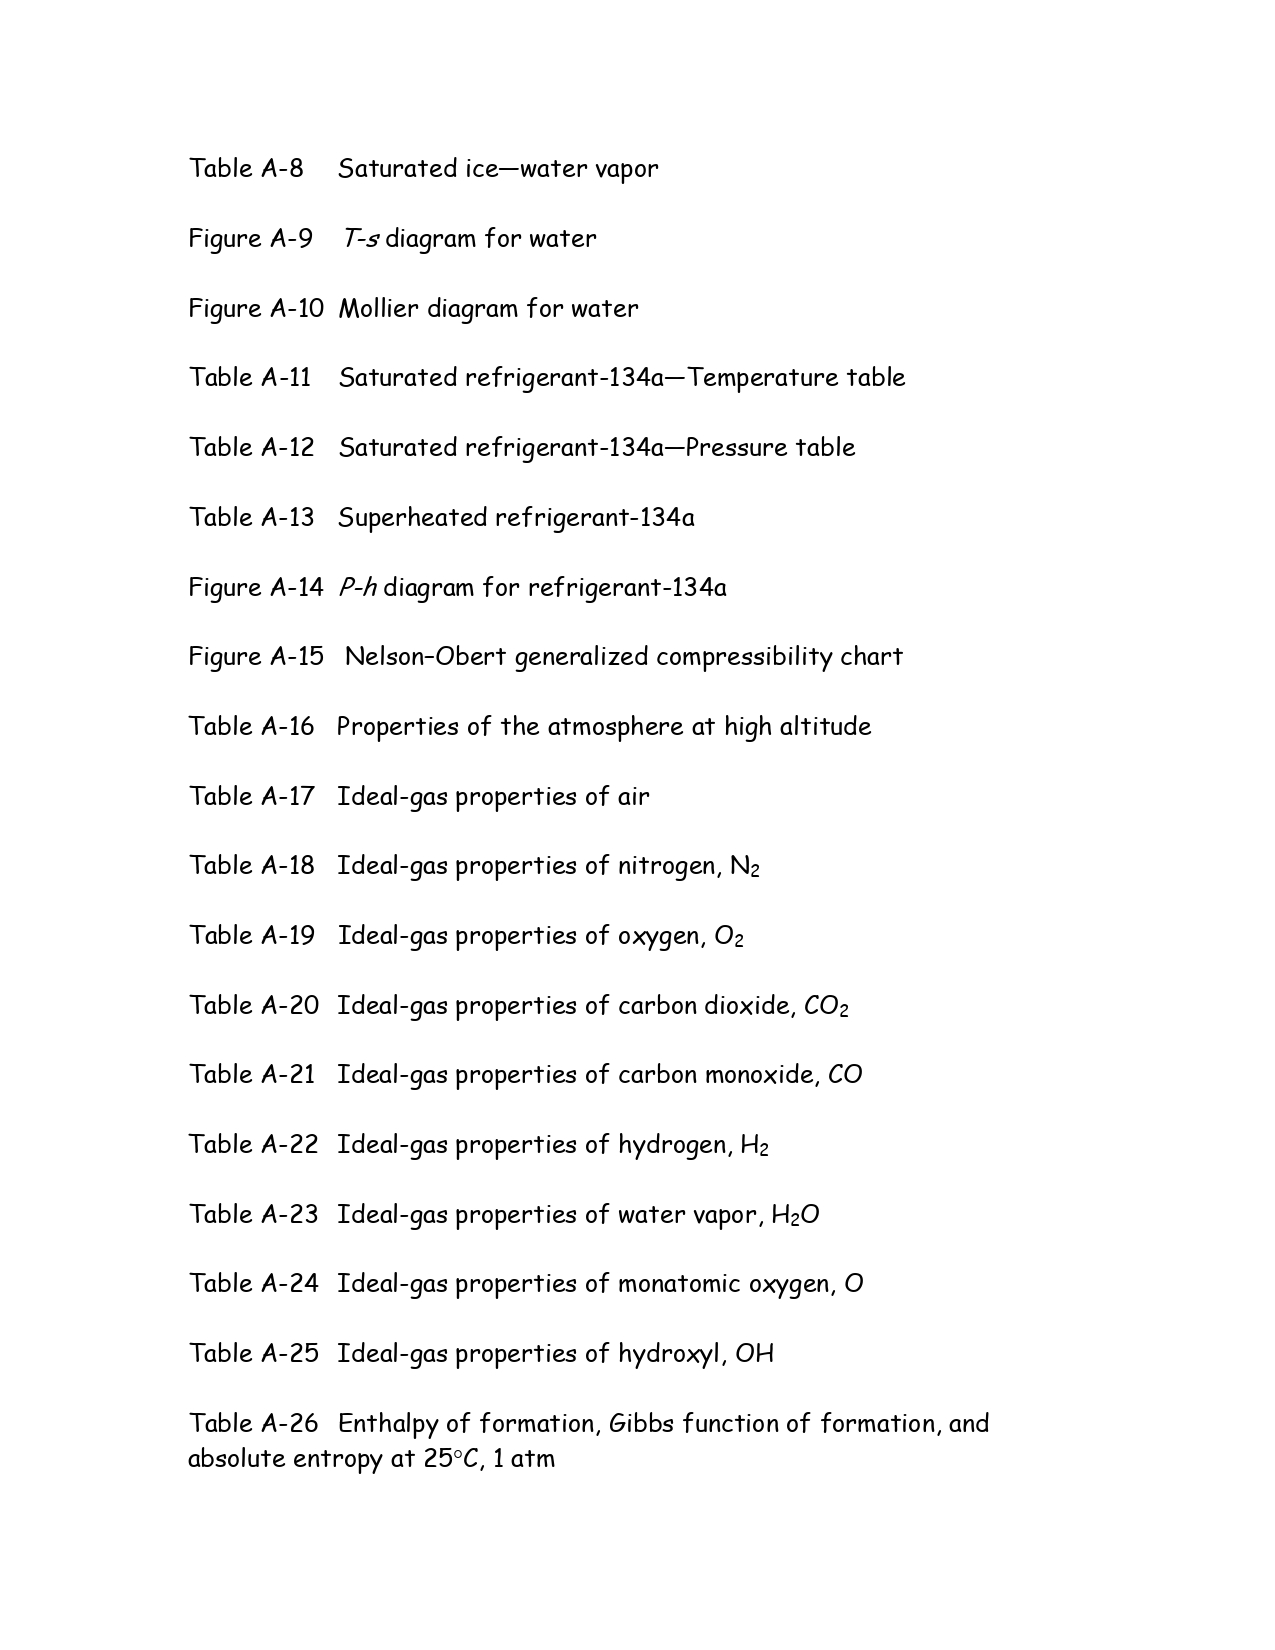 Table A-8 Saturated ice—water vapor
Figure A-9 T-s diagram for water
Figure A-10 Mollier diagram for water
Table A-11 Saturated refrigerant-134a—Temperature table
Table A-12 Saturated refrigerant-134a—Pressure table
Table A-13 Superheated refrigerant-134a
Figure A-14 P-h diagram for refrigerant-134a
Figure A-15 Nelson–Obert generalized compressibility chart
Table A-16 Properties of the atmosphere at high altitude
Table A-17 Ideal-gas properties of air
Table A-18 Ideal-gas properties of nitrogen, N₂
Table A-19 Ideal-gas properties of oxygen, O₂
Table A-20 Ideal-gas properties of carbon dioxide, CO₂
Table A-21 Ideal-gas properties of carbon monoxide, CO
Table A-22 Ideal-gas properties of hydrogen, H₂
Table A-23 Ideal-gas properties of water vapor, H₂O
Table A-24 Ideal-gas properties of monatomic oxygen, O
Table A-25 Ideal-gas properties of hydroxyl, OH
Table A-26 Enthalpy of formation, Gibbs function of formation, and
absolute entropy at 25°C, 1 atm